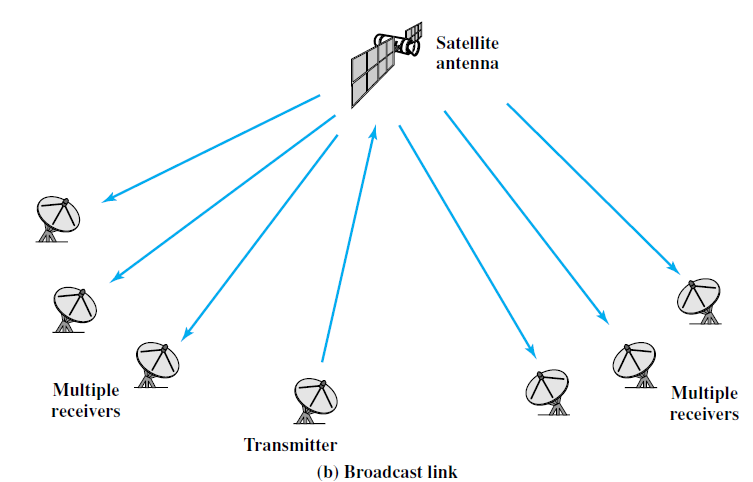 Satellite
antenna
Multiple
receivers
Multiple
receivers
Transmitter
(b) Broadcast link